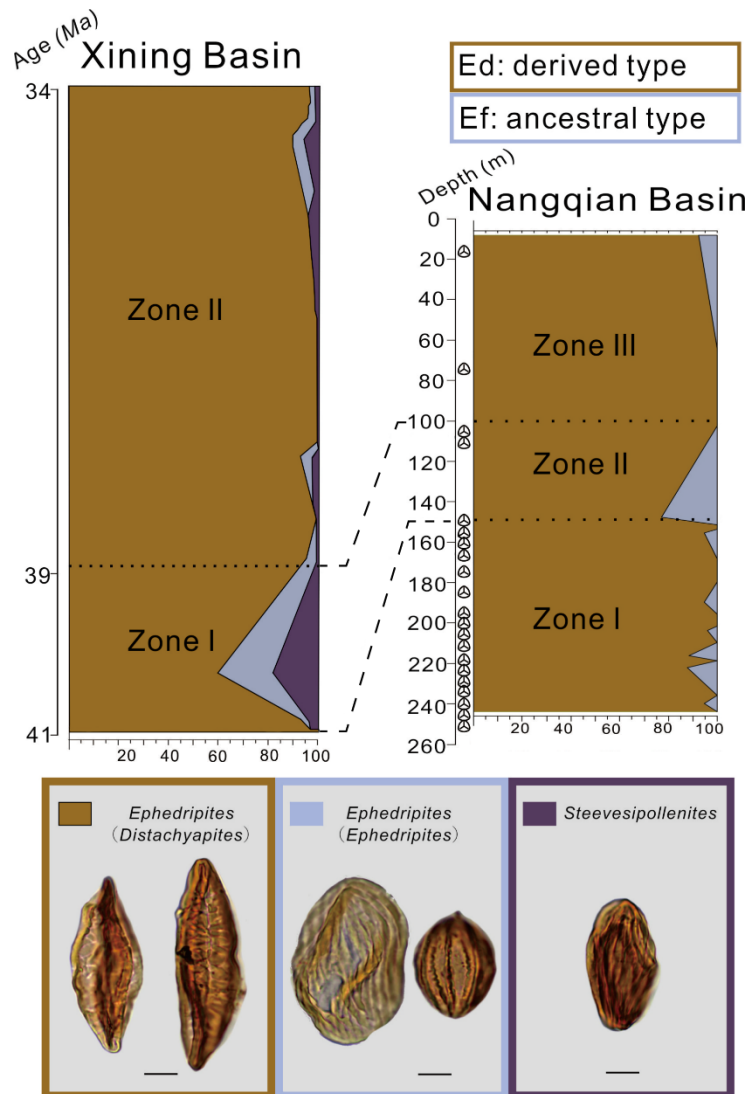 Age (Ma)
Xining Basin
34
39
41
Zone II
Zone I
20 40 60 80 100
Ed: derived type
Ef: ancestral type
Depth (m)
Nangqian Basin
0
20
40
60
80
100
120
140
160
180
200
220
240
260
Zone III
Zone II
Zone I
20 40 60 80 100
Ephedripites
(Distachyapites)
Ephedripites
(Ephedripites)
Steevesipollenites